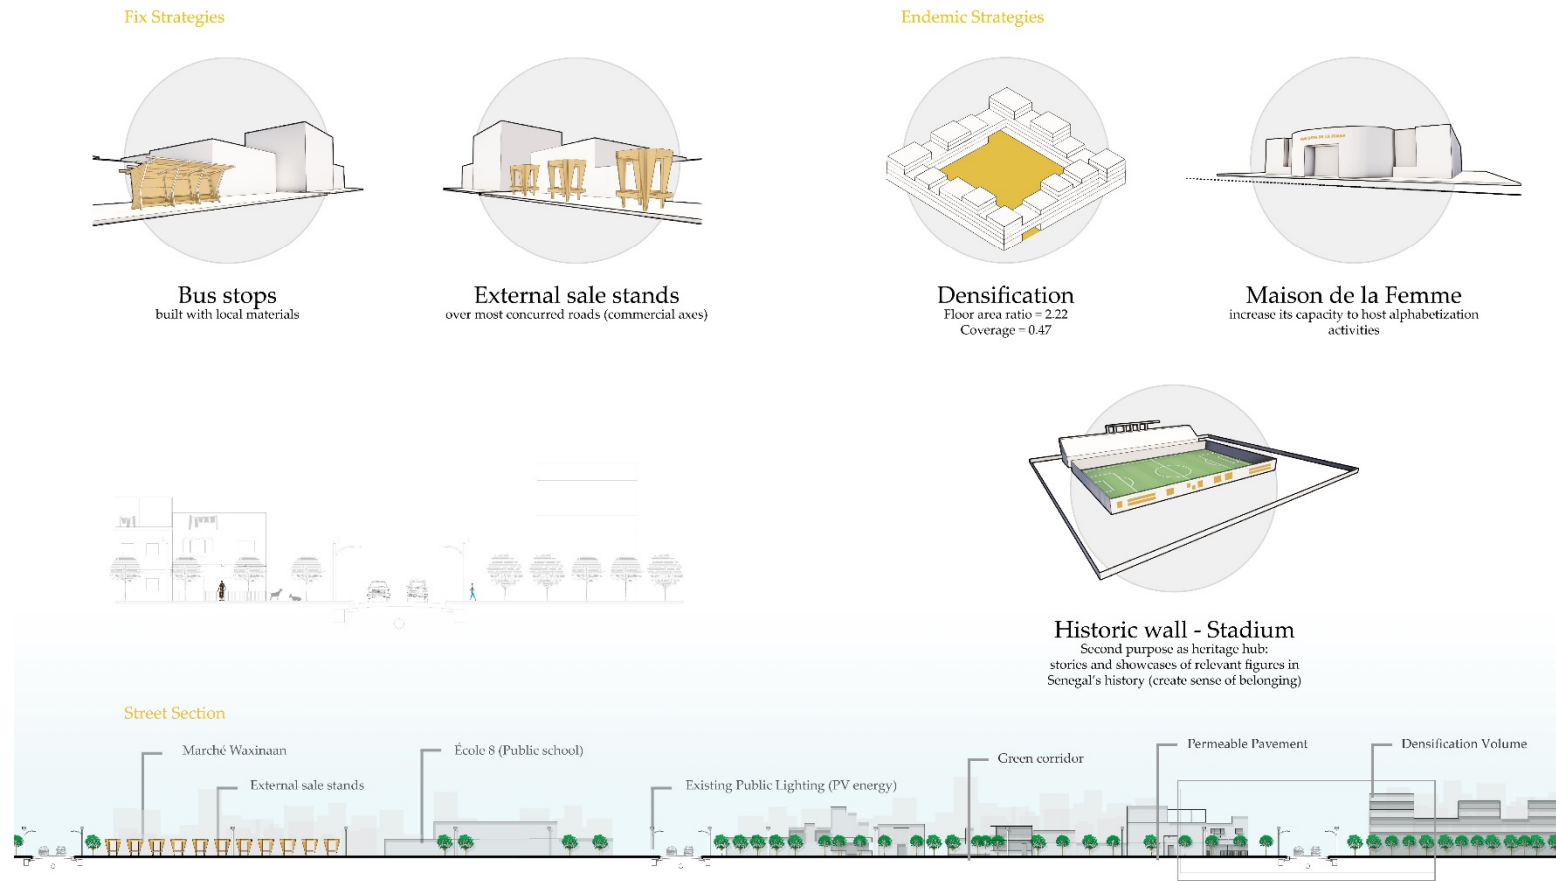 Fix Strategies
Endemic Strategies
MAISON DE LA FEMME
Bus stops
built with local materials
External sale stands
over most concurred roads (commercial axes)
Densification
Floor area ratio = 2.22
Coverage = 0.47
Maison de la Femme
increase its capacity to host alphabetization
activities
Historic wall - Stadium
Second purpose as heritage hub:
stories and showcases of relevant figures in
Senegal's history (create sense of belonging)
Street Section
Marché Waxinaan
External sale stands
École 8 (Public school)
Existing Public Lighting (PV energy)
Green corridor
Permeable Pavement
Densification Volume